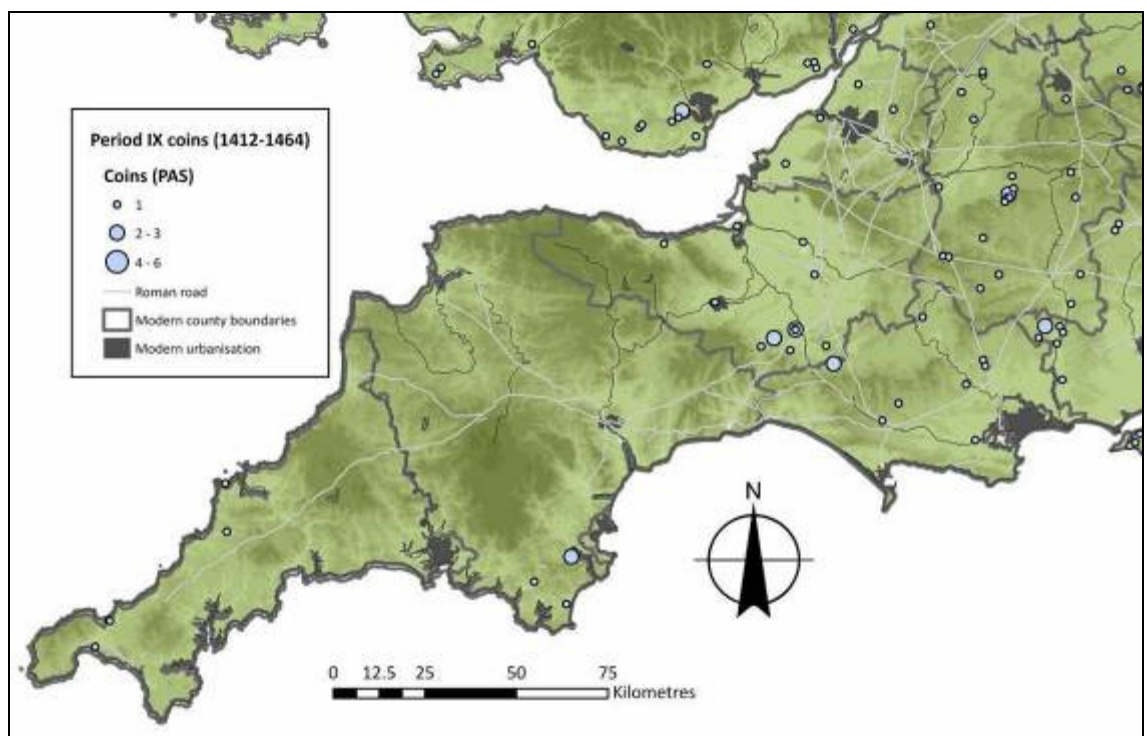 Period IX coins (1412-1464)
Coins (PAS)
1
2 - 3
4 - 6
Roman road
Modern county boundaries
Modern urbanisation
N
0 12.5 25 50 75
Kilometres